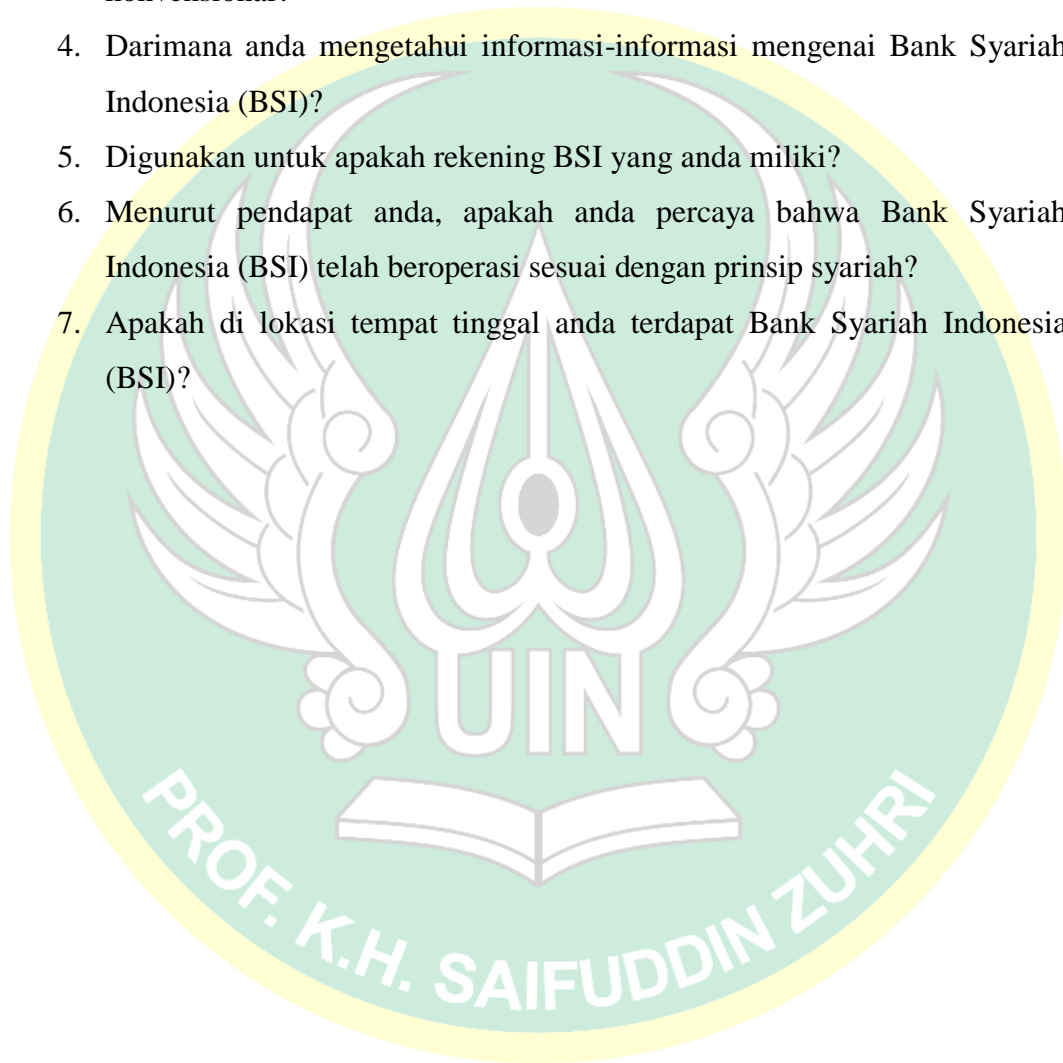 4. Darimana anda mengetahui informasi-informasi mengenai Bank Syariah
Indonesia (BSI)?
5. Digunakan untuk apakah rekening BSI yang anda miliki?
6. Menurut pendapat anda, apakah anda percaya bahwa Bank Syariah
Indonesia (BSI) telah beroperasi sesuai dengan prinsip syariah?
7. Apakah di lokasi tempat tinggal anda terdapat Bank Syariah Indonesia
(BSI)?
UIN
PROF. K.H. SAIFUDDIN ZUHRI